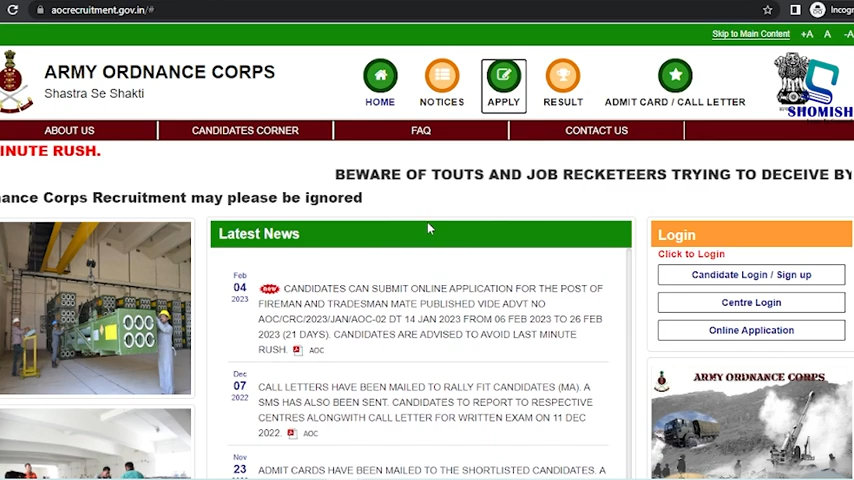 aocrecruitment.gov.in/#
Skip to Main Content +A A -A
ARMY ORDNANCE CORPS
Shastra Se Shakti
HOME NOTICES APPLY RESULT ADMIT CARD / CALL LETTER
SHOMISH
ABOUT US CANDIDATES CORNER FAQ CONTACT US
INUTE RUSH.
BEWARE OF TOUTS AND JOB RECKETEERS TRYING TO DECEIVE BY
nance Corps Recruitment may please be ignored
Latest News
Feb
04
2023
new CANDIDATES CAN SUBMIT ONLINE APPLICATION FOR THE POST OF
FIREMAN AND TRADESMAN MATE PUBLISHED VIDE ADVT NO
AOC/CRC/2023/JAN/AOC-02 DT 14 JAN 2023 FROM 06 FEB 2023 TO 26 FEB
2023 (21 DAYS). CANDIDATES ARE ADVISED TO AVOID LAST MINUTE
RUSH. AOC
Dec
07
2022
CALL LETTERS HAVE BEEN MAILED TO RALLY FIT CANDIDATES (MA). A
SMS HAS ALSO BEEN SENT. CANDIDATES TO REPORT TO RESPECTIVE
CENTRES ALONGWITH CALL LETTER FOR WRITTEN EXAM ON 11 DEC
2022. AOC
Nov
23
ADMIT CARDS HAVE BEEN MAILED TO THE SHORTLISTED CANDIDATES. A
Login
Click to Login
Candidate Login / Sign up
Centre Login
Online Application
ARMY ORDNANCE CORPS